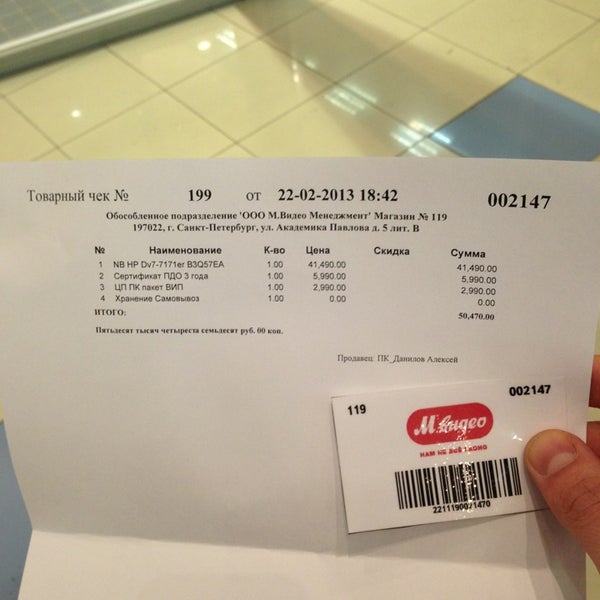 Товарный чек № 199 от 22-02-2013 18:42 002147
Обособленное подразделение 'ООО М.Видео Менеджмент' Магазин № 119
197022, г. Санкт-Петербург, ул. Академика Павлова д. 5 лит. В
№ Наименование К-во Цена Скидка Сумма
1 NB HP Dv7-7171er B3Q57EA 1.00 41,490.00 41,490.00
2 Сертификат ПДО 3 года 1.00 5,990.00 5,990.00
3 ЦП ПК пакет ВИП 1.00 2,990.00 2,990.00
4 Хранение Самовывоз 1.00 0.00 0.00
ИТОГО: 50,470.00
Пятьдесят тысяч четыреста семьдесят руб. 00 коп.
Продавец: ПК_Данилов Алексей
119 002147
М.видео
НАМ НЕ ВСЁ РАВНО
2211190021470